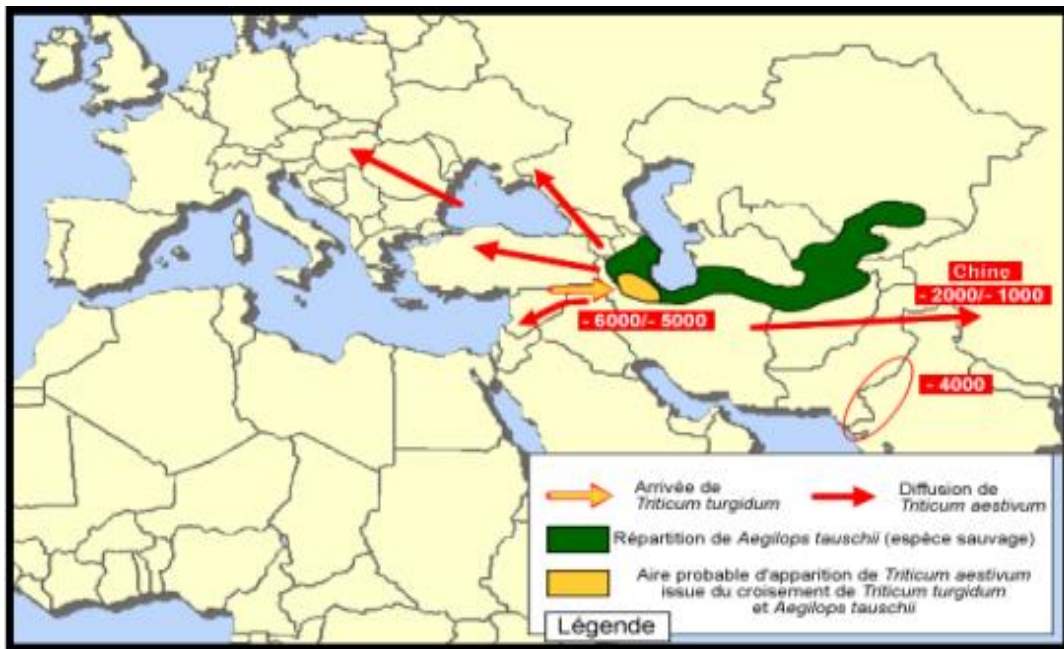 Chine
- 2000/- 1000
- 6000/- 5000
- 4000
Arrivée de
Triticum turgidum
Diffusion de
Triticum aestivum
Répartition de Aegilops tauschii (espèce sauvage)
Aire probable d'apparition de Triticum aestivum
issue du croisement de Triticum turgidum
et Aegilops tauschii
Légende